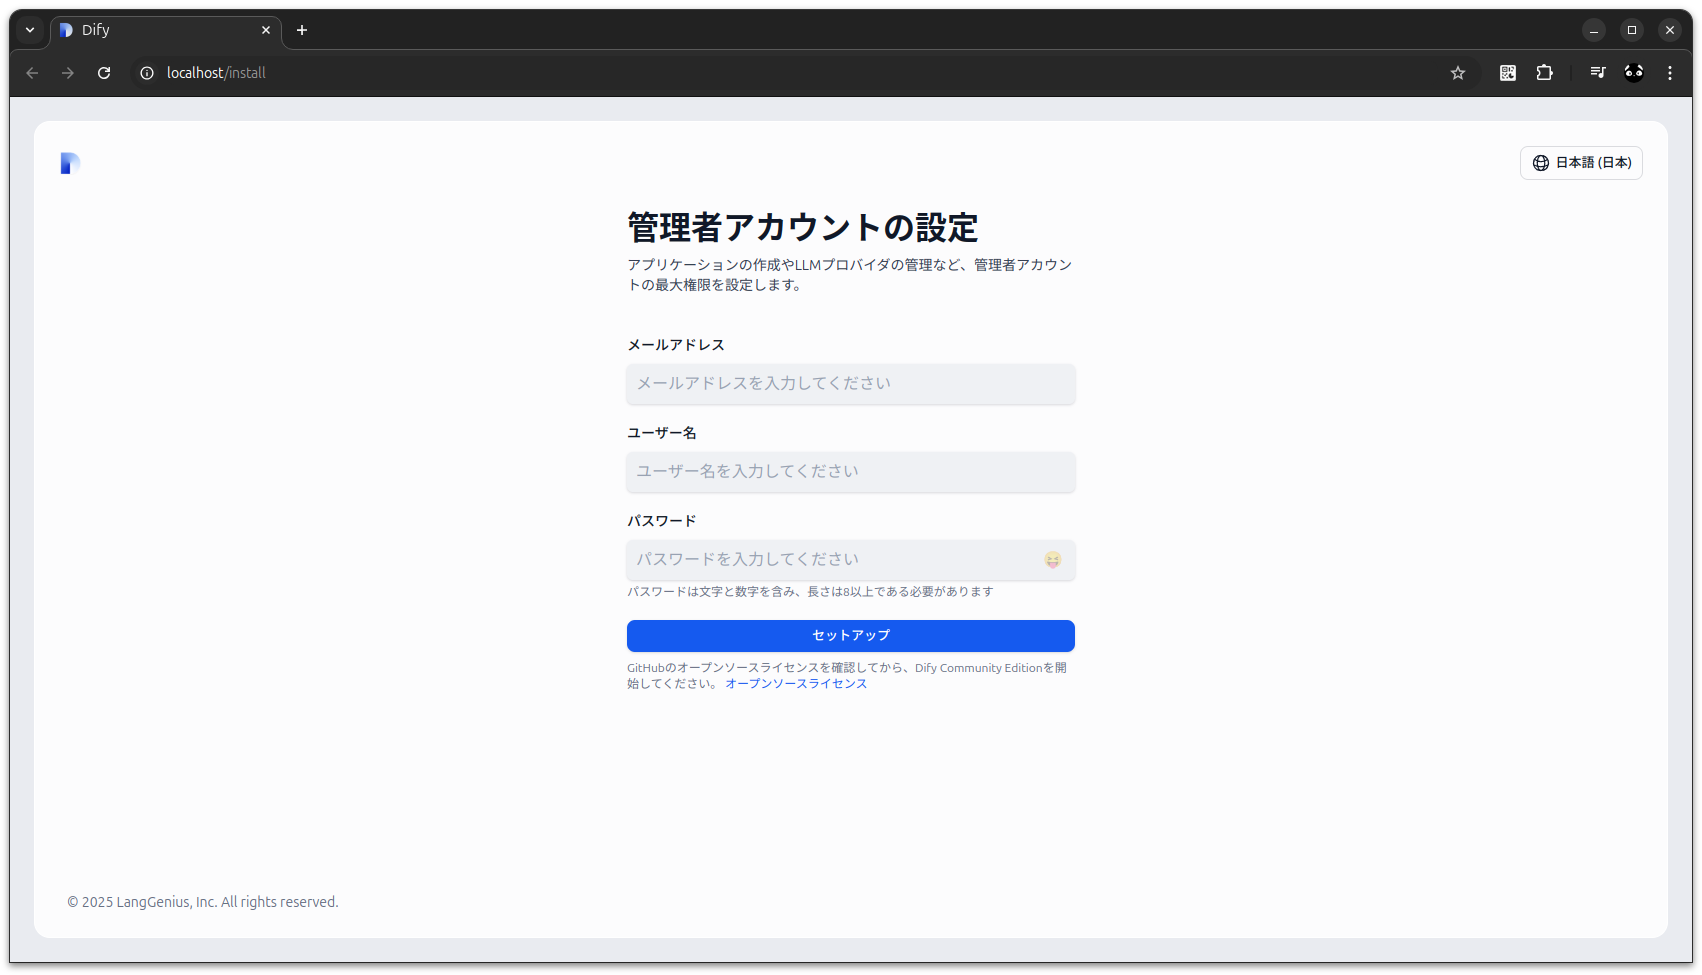 Dify
localhost/install
日本語 (日本)
管理者アカウントの設定
アプリケーションの作成やLLMプロバイダの管理など、管理者アカウン
トの最大権限を設定します。
メールアドレス
メールアドレスを入力してください
ユーザー名
ユーザー名を入力してください
パスワード
パスワードを入力してください
パスワードは文字と数字を含み、長さは8以上である必要があります
セットアップ
GitHubのオープンソースライセンスを確認してから、Dify Community Editionを開
始してください。 オープンソースライセンス
© 2025 LangGenius, Inc. All rights reserved.